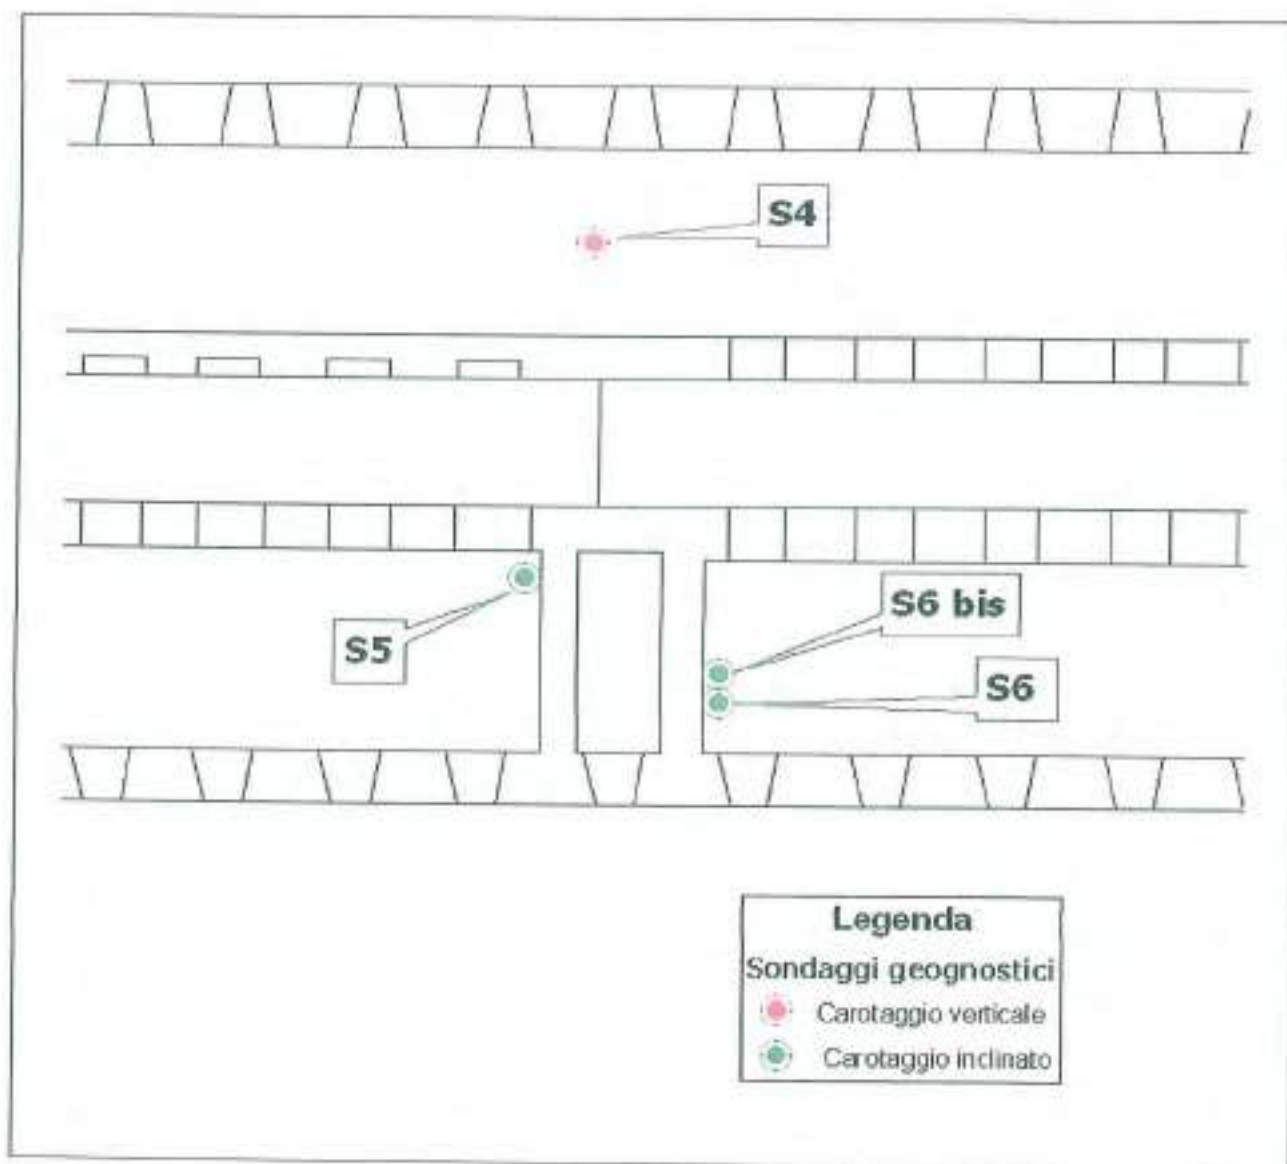 S4
S6 bis
S5
S6
Legenda
Sondaggi geognostici
Carotaggio verticale
Carotaggio inclinato